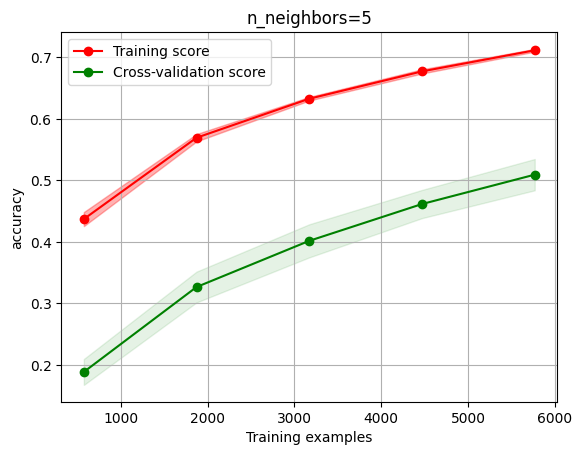 n_neighbors=5
Training score
Cross-validation score
accuracy
0.7
0.6
0.5
0.4
0.3
0.2
1000 2000 3000 4000 5000 6000
Training examples